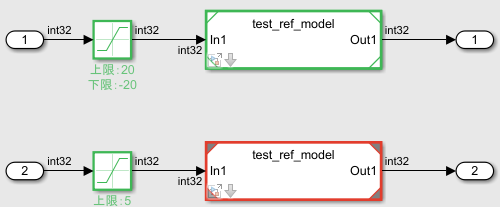 1
int32
int32
int32
test_ref_model
In1
Out1
int32
1
上限：20
下限：-20
2
int32
int32
int32
test_ref_model
In1
Out1
int32
2
上限：5